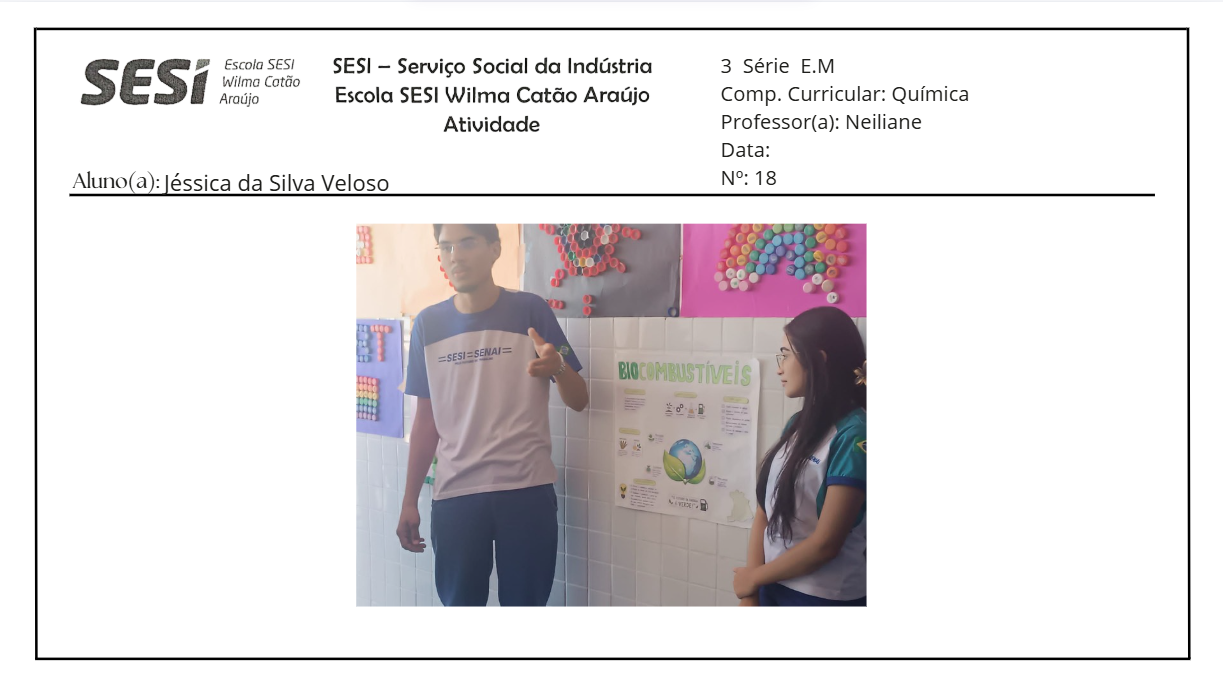 SESI
Escola SESI
Wilma Catão
Araújo
SESI – Serviço Social da Indústria
Escola SESI Wilma Catão Araújo
Atividade
3 Série E.M
Comp. Curricular: Química
Professor(a): Neiliane
Data:
Nº: 18
Aluno(a): Jéssica da Silva Veloso
SESI SENAI
BIOCOMBUSTÍVEIS